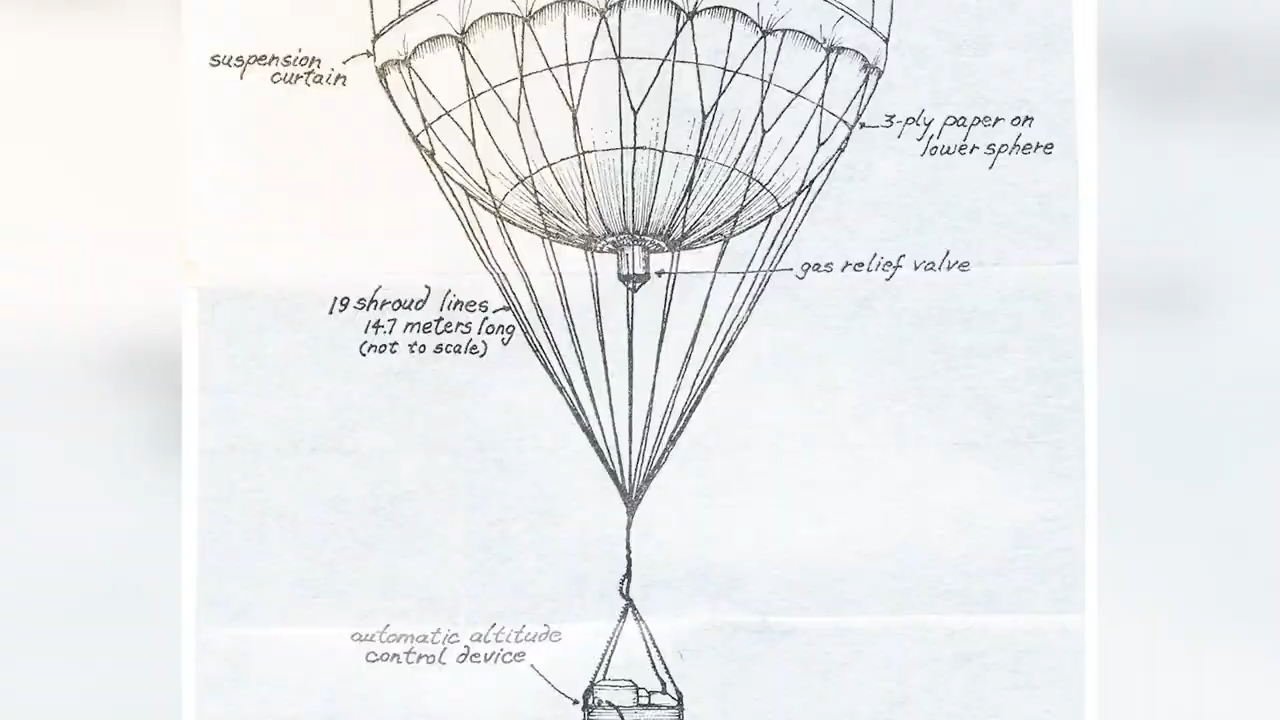 suspension
curtain
3-ply paper on
lower sphere
gas relief valve
19 shroud lines
14.7 meters long
(not to scale)
automatic altitude
control device